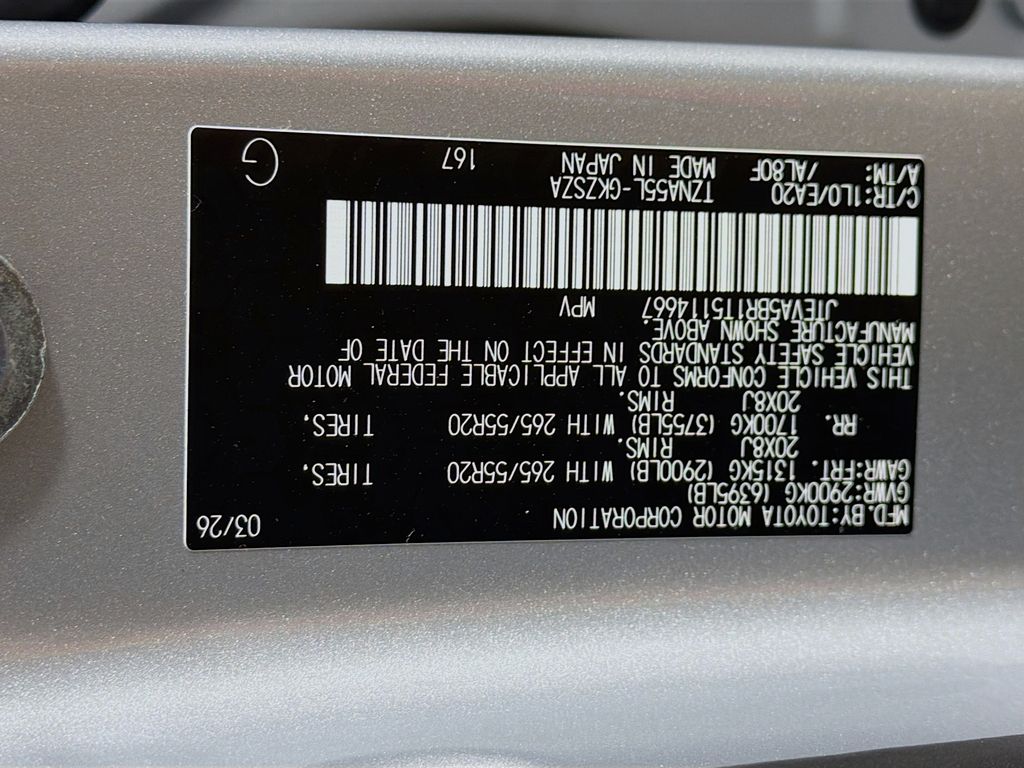 MFD.BY:TOYOTA MOTOR CORPORATION 03/26
GVWR:2900KG (6395LB)
GAWR:FRT. 1315KG (2900LB) WITH 265/55R20 TIRES.
20X8J RIMS.
RR. 1700KG (3755LB) WITH 265/55R20 TIRES.
20X8J RIMS.
THIS VEHICLE CONFORMS TO ALL APPLICABLE FEDERAL MOTOR
VEHICLE SAFETY STANDARDS IN EFFECT ON THE DATE OF
MANUFACTURE SHOWN ABOVE.
JTEVA5BR1T5114667 MPV
C/TR:1L0/EA20 TZNA55L-GKZSZA
A/TM: /AL80F MADE IN JAPAN 167 G